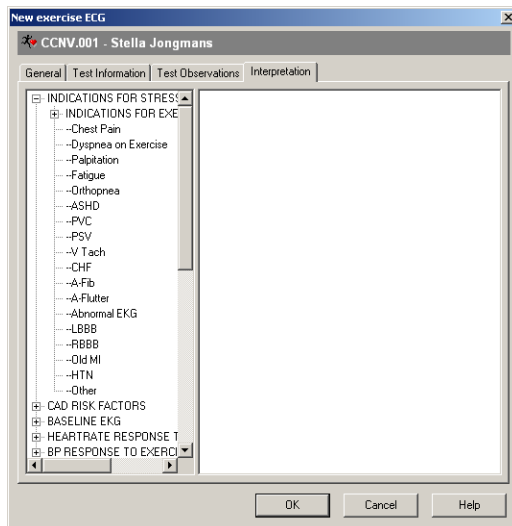 New exercise ECG
CCNV.001 - Stella Jongmans
General Test Information Test Observations Interpretation
INDICATIONS FOR STRESS
INDICATIONS FOR EXE
--Chest Pain
--Dyspnea on Exercise
--Palpitation
--Fatigue
--Orthopnea
--ASHD
--PVC
--PSV
--V Tach
--CHF
--A-Fib
--A-Flutter
--Abnormal EKG
--LBBB
--RBBB
--Old MI
--HTN
--Other
CAD RISK FACTORS
BASELINE EKG
HEARTRATE RESPONSE T
BP RESPONSE TO EXERCI
OK Cancel Help